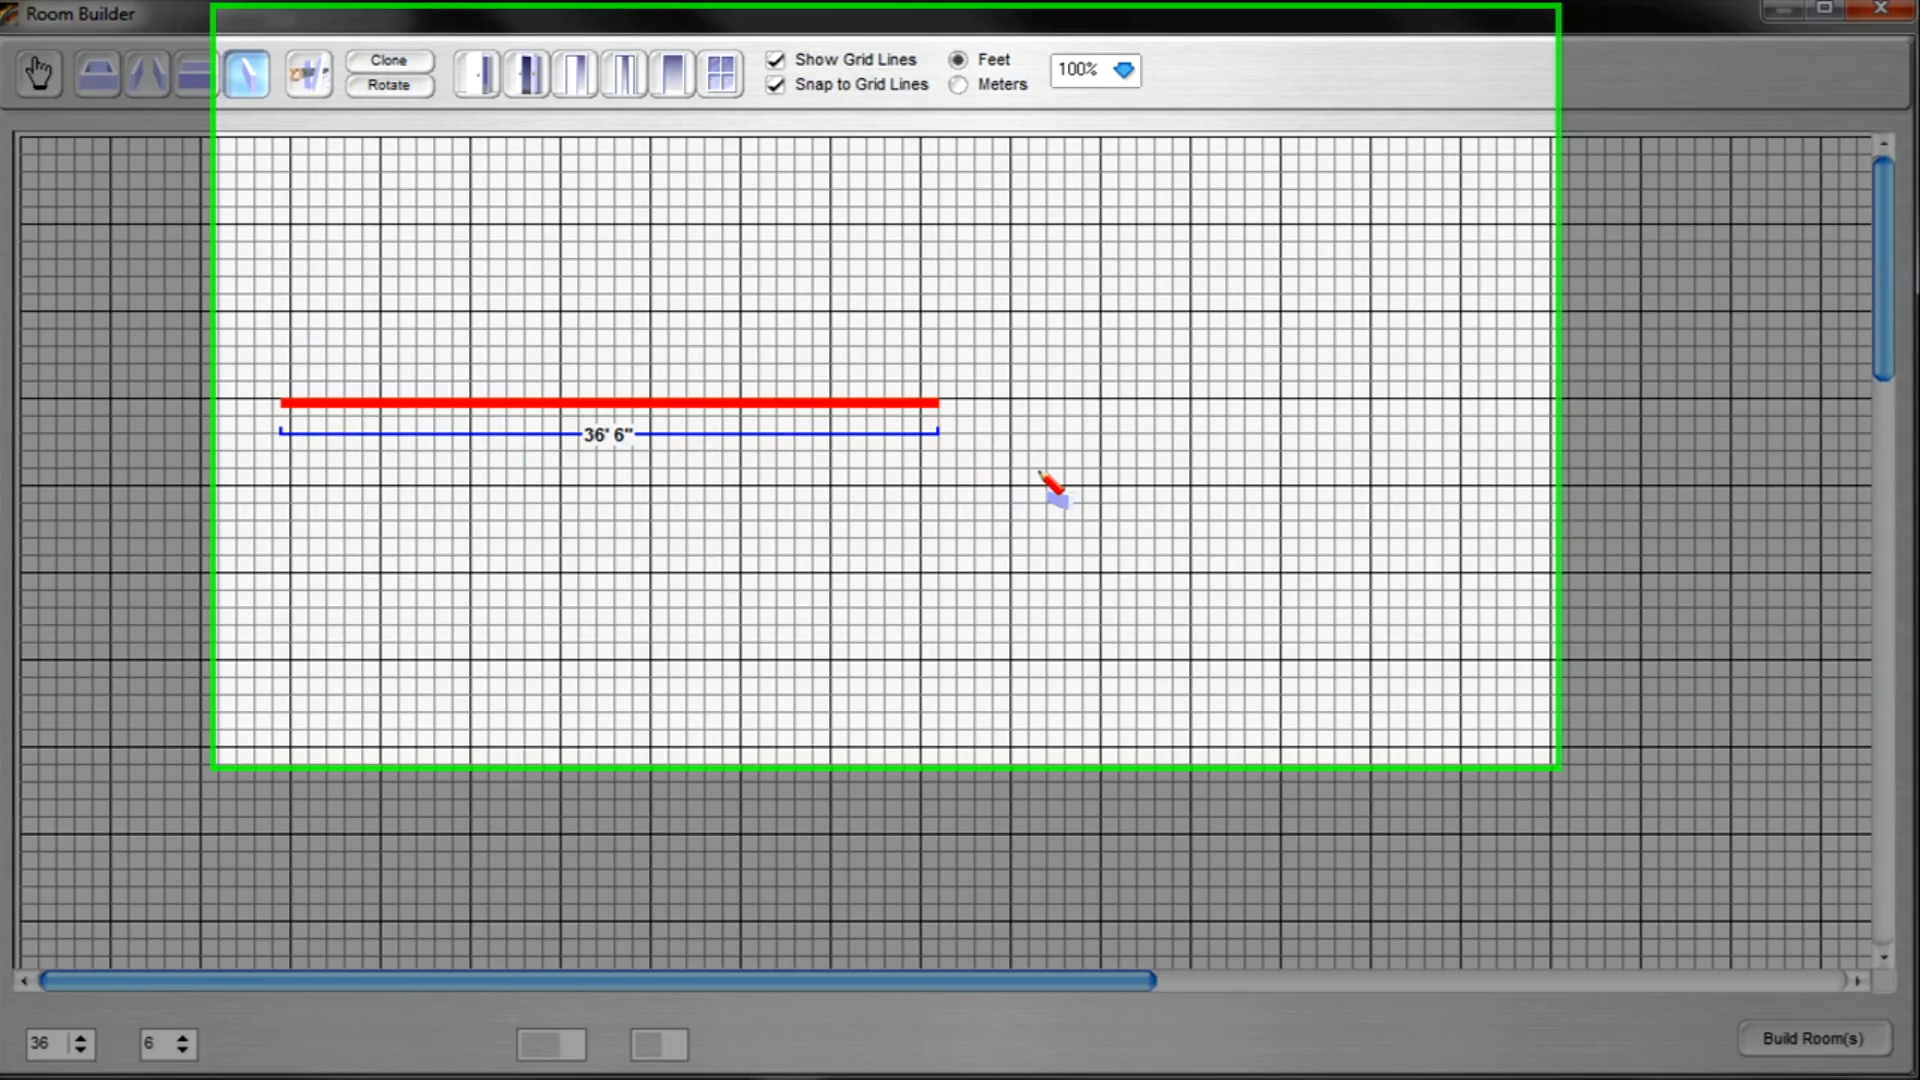 Room Builder
Clone
Rotate
Show Grid Lines
Snap to Grid Lines
Feet
Meters
100%
36' 6"
36
6
Build Room(s)